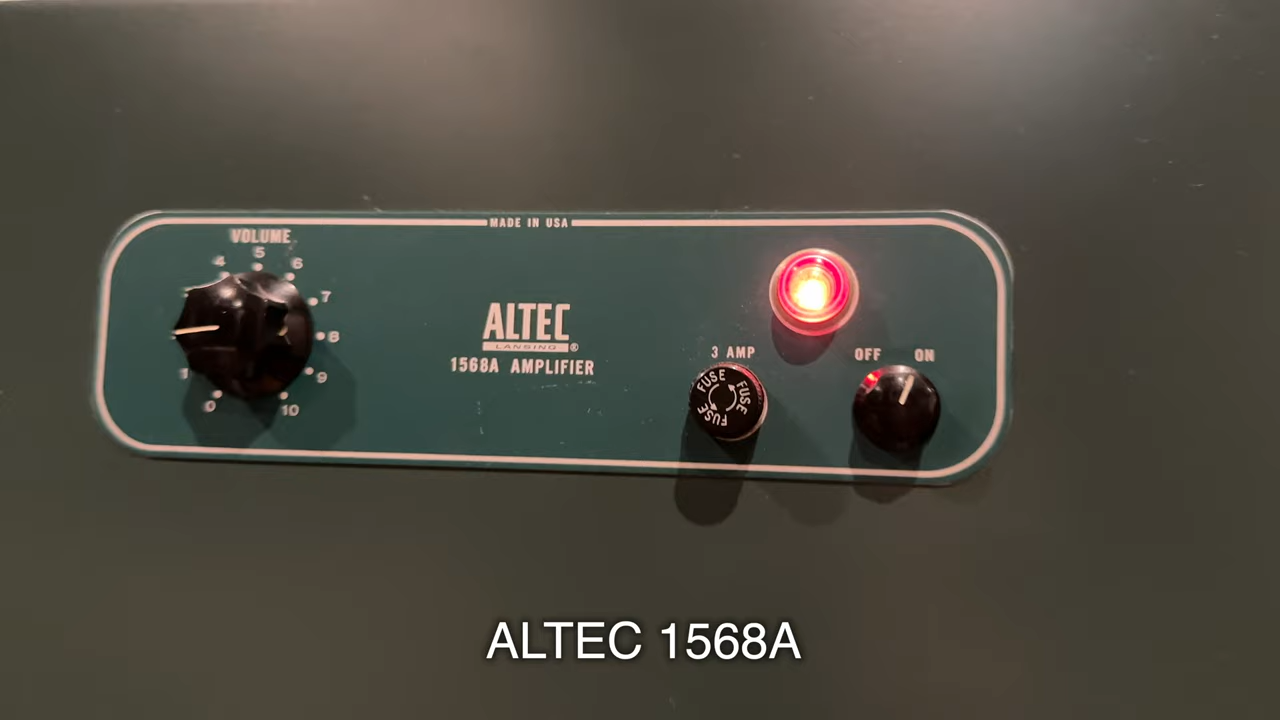 MADE IN USA
VOLUME
4 5 6
7
8
1
9
0 10
ALTEC
LANSING ®
1568A AMPLIFIER
3 AMP
FUSE FUSE FUSE
OFF ON
ALTEC 1568A